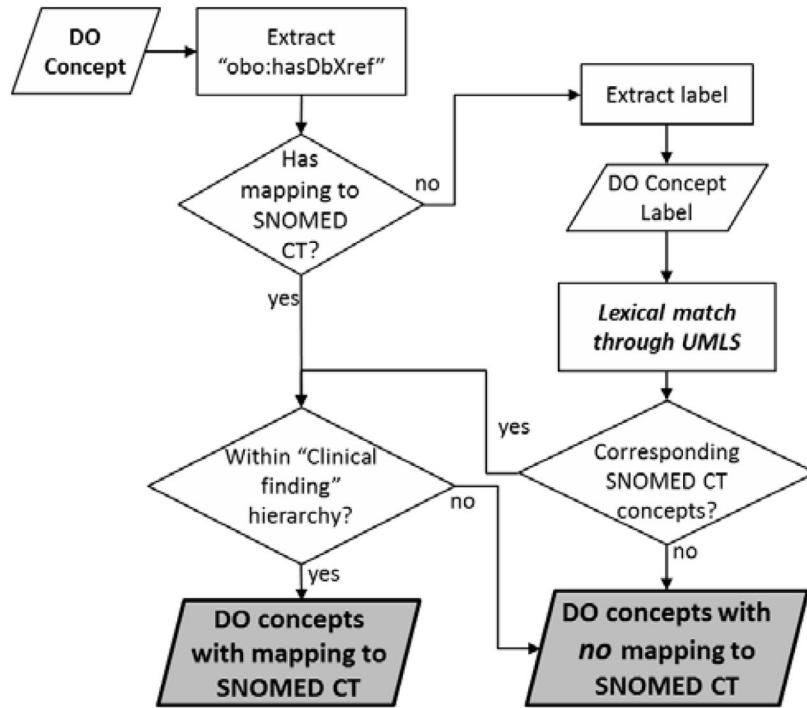 DO
Concept
Extract
“obo:hasDbXref”
Extract label
Has
mapping to
SNOMED
CT?
no
DO Concept
Label
yes
Lexical match
through UMLS
Within “Clinical
finding”
hierarchy?
yes
Corresponding
SNOMED CT
concepts?
no
no
yes
DO concepts
with mapping to
SNOMED CT
DO concepts with
no mapping to
SNOMED CT